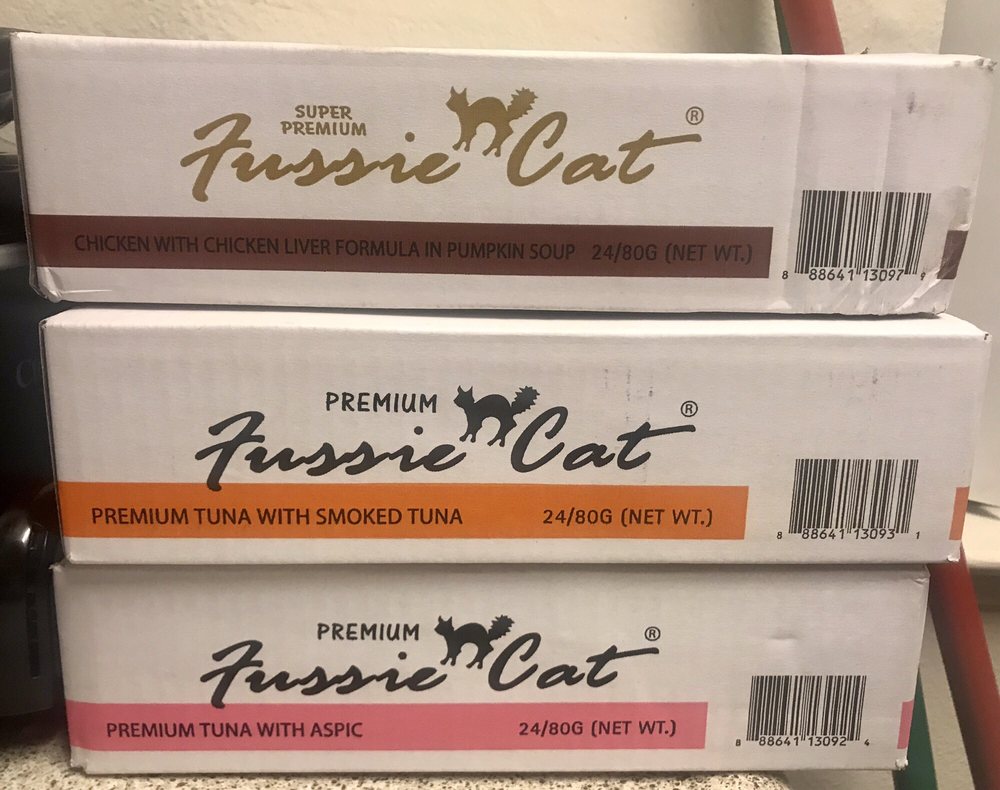 SUPER
PREMIUM
Fussie Cat ®
CHICKEN WITH CHICKEN LIVER FORMULA IN PUMPKIN SOUP 24/80G (NET WT.)
8 88641 13097 9
PREMIUM
Fussie Cat ®
PREMIUM TUNA WITH SMOKED TUNA 24/80G (NET WT.)
8 88641 13093 1
PREMIUM
Fussie Cat ®
PREMIUM TUNA WITH ASPIC 24/80G (NET WT.)
8 88641 13092 4